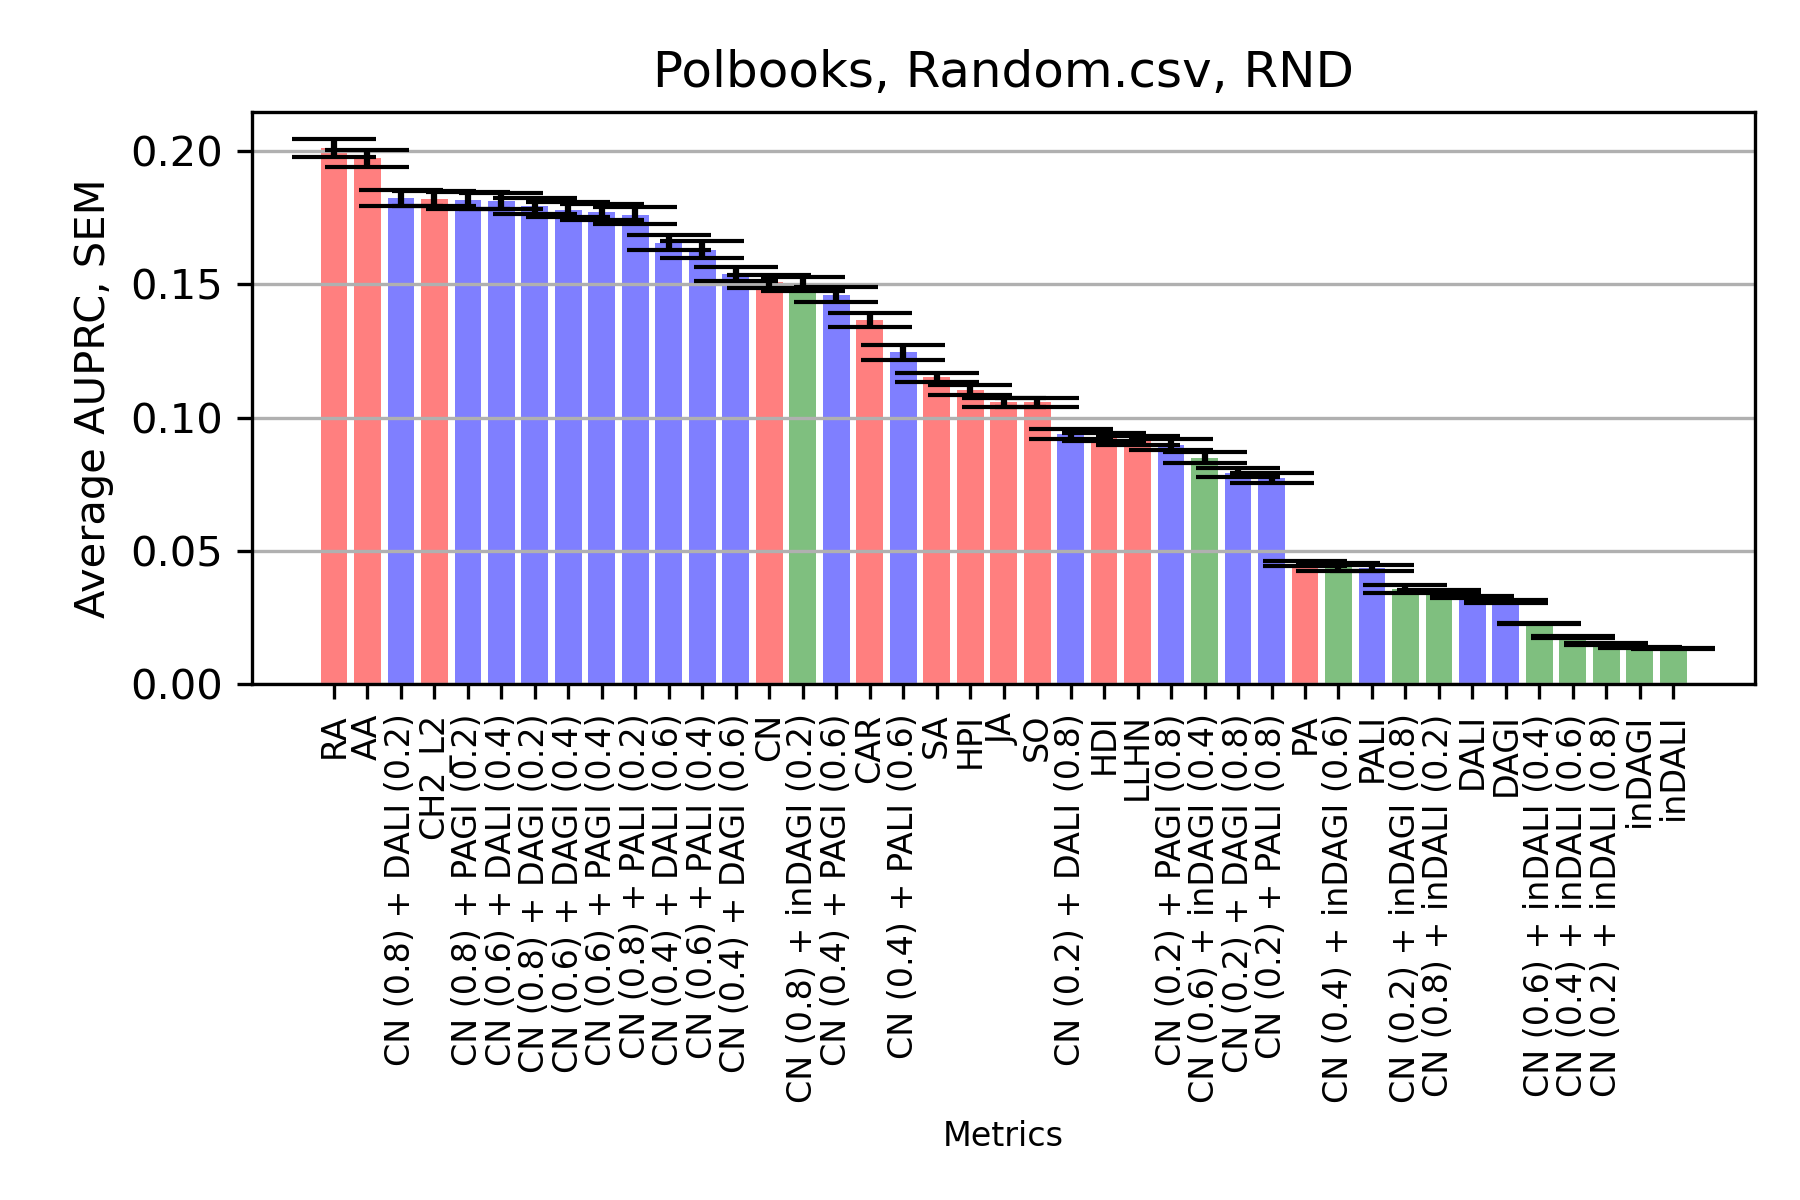 Polbooks, Random.csv, RND
Average AUPRC, SEM
0.20
0.15
0.10
0.05
0.00
RA
AA
CN (0.8) + DALI (0.2)
CH2_L2
CN (0.8) + PAGI (0.2)
CN (0.6) + DALI (0.4)
CN (0.8) + DAGI (0.2)
CN (0.6) + DAGI (0.4)
CN (0.6) + PAGI (0.4)
CN (0.8) + PALI (0.2)
CN (0.4) + DALI (0.6)
CN (0.6) + PALI (0.4)
CN (0.4) + DAGI (0.6)
CN
CN (0.8) + inDAGI (0.2)
CN (0.4) + PAGI (0.6)
CAR
CN (0.4) + PALI (0.6)
SA
HPI
JA
SO
CN (0.2) + DALI (0.8)
HDI
LLHN
CN (0.2) + PAGI (0.8)
CN (0.6) + inDAGI (0.4)
CN (0.2) + DAGI (0.8)
CN (0.2) + PALI (0.8)
PA
CN (0.4) + inDAGI (0.6)
PALI
CN (0.2) + inDAGI (0.8)
CN (0.8) + inDALI (0.2)
DALI
DAGI
CN (0.6) + inDALI (0.4)
CN (0.4) + inDALI (0.6)
CN (0.2) + inDALI (0.8)
inDAGI
inDALI
Metrics